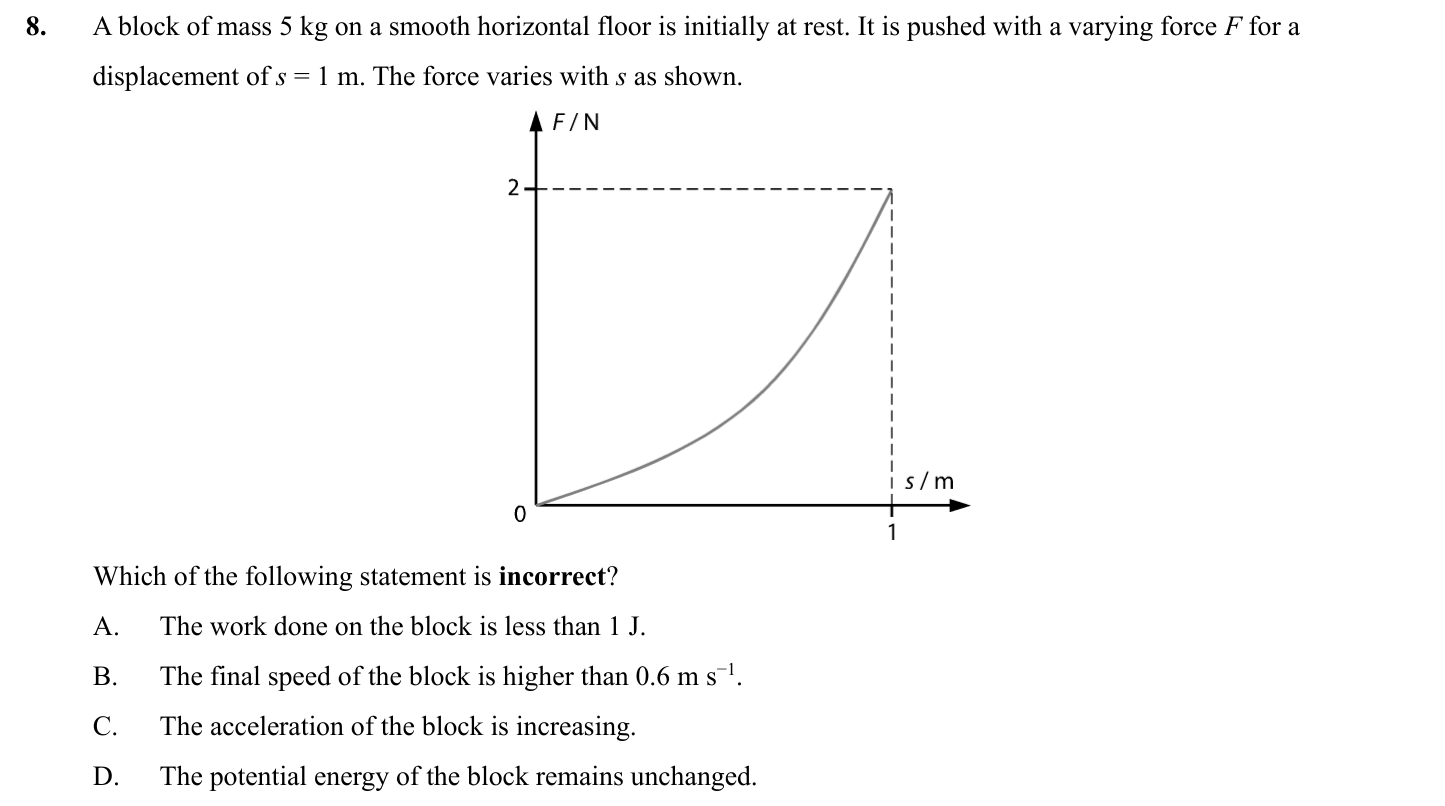 8. A block of mass 5 kg on a smooth horizontal floor is initially at rest. It is pushed with a varying force F for a
displacement of s = 1 m. The force varies with s as shown.
F / N
2
s / m
0
1
Which of the following statement is incorrect?
A. The work done on the block is less than 1 J.
B. The final speed of the block is higher than 0.6 m s⁻¹.
C. The acceleration of the block is increasing.
D. The potential energy of the block remains unchanged.